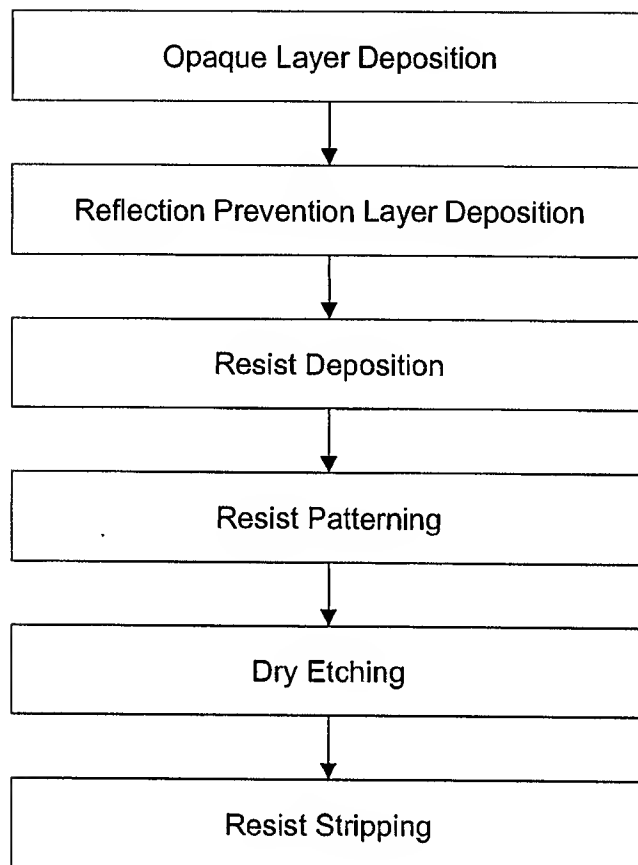 Opaque Layer Deposition
Reflection Prevention Layer Deposition
Resist Deposition
Resist Patterning
Dry Etching
Resist Stripping